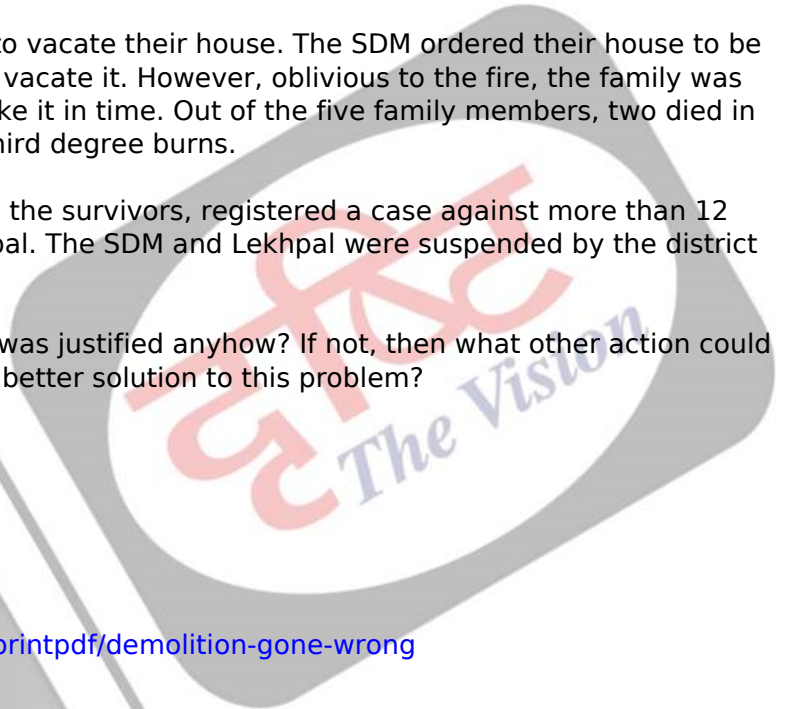 to vacate their house. The SDM ordered their house to be
vacate it. However, oblivious to the fire, the family was
ke it in time. Out of the five family members, two died in
hird degree burns.
the survivors, registered a case against more than 12
pal. The SDM and Lekhpal were suspended by the district
was justified anyhow? If not, then what other action could
better solution to this problem?
दृष्टि
The Vision
printpdf/demolition-gone-wrong